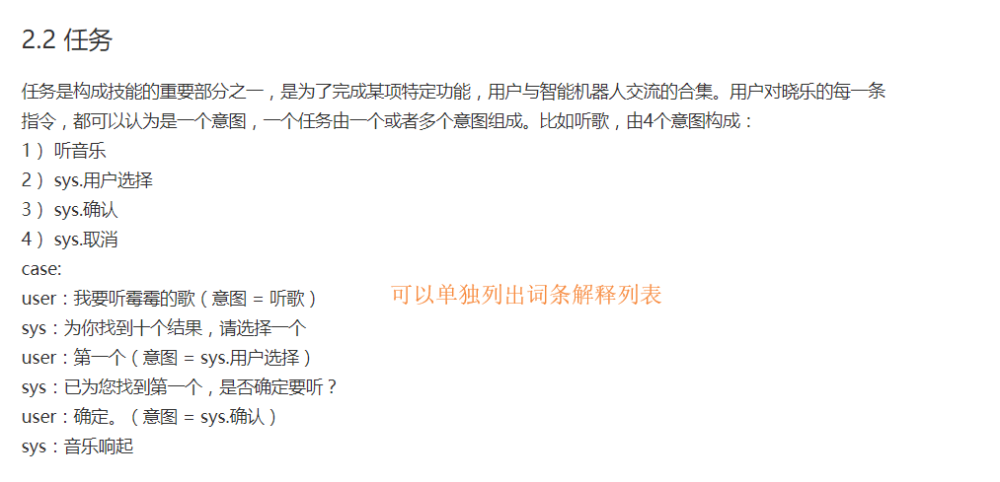 2.2 任务
任务是构成技能的重要部分之一，是为了完成某项特定功能，用户与智能机器人交流的合集。用户对晓乐的每一条
指令，都可以认为是一个意图，一个任务由一个或者多个意图组成。比如听歌，由4个意图构成：
1 ）听音乐
2 ）sys.用户选择
3 ）sys.确认
4 ）sys.取消
case:
user：我要听霉霉的歌（意图 = 听歌）
可以单独列出词条解释列表
sys：为你找到十个结果，请选择一个
user：第一个（意图 = sys.用户选择）
sys：已为您找到第一个，是否确定要听？
user：确定。（意图 = sys.确认）
sys：音乐响起